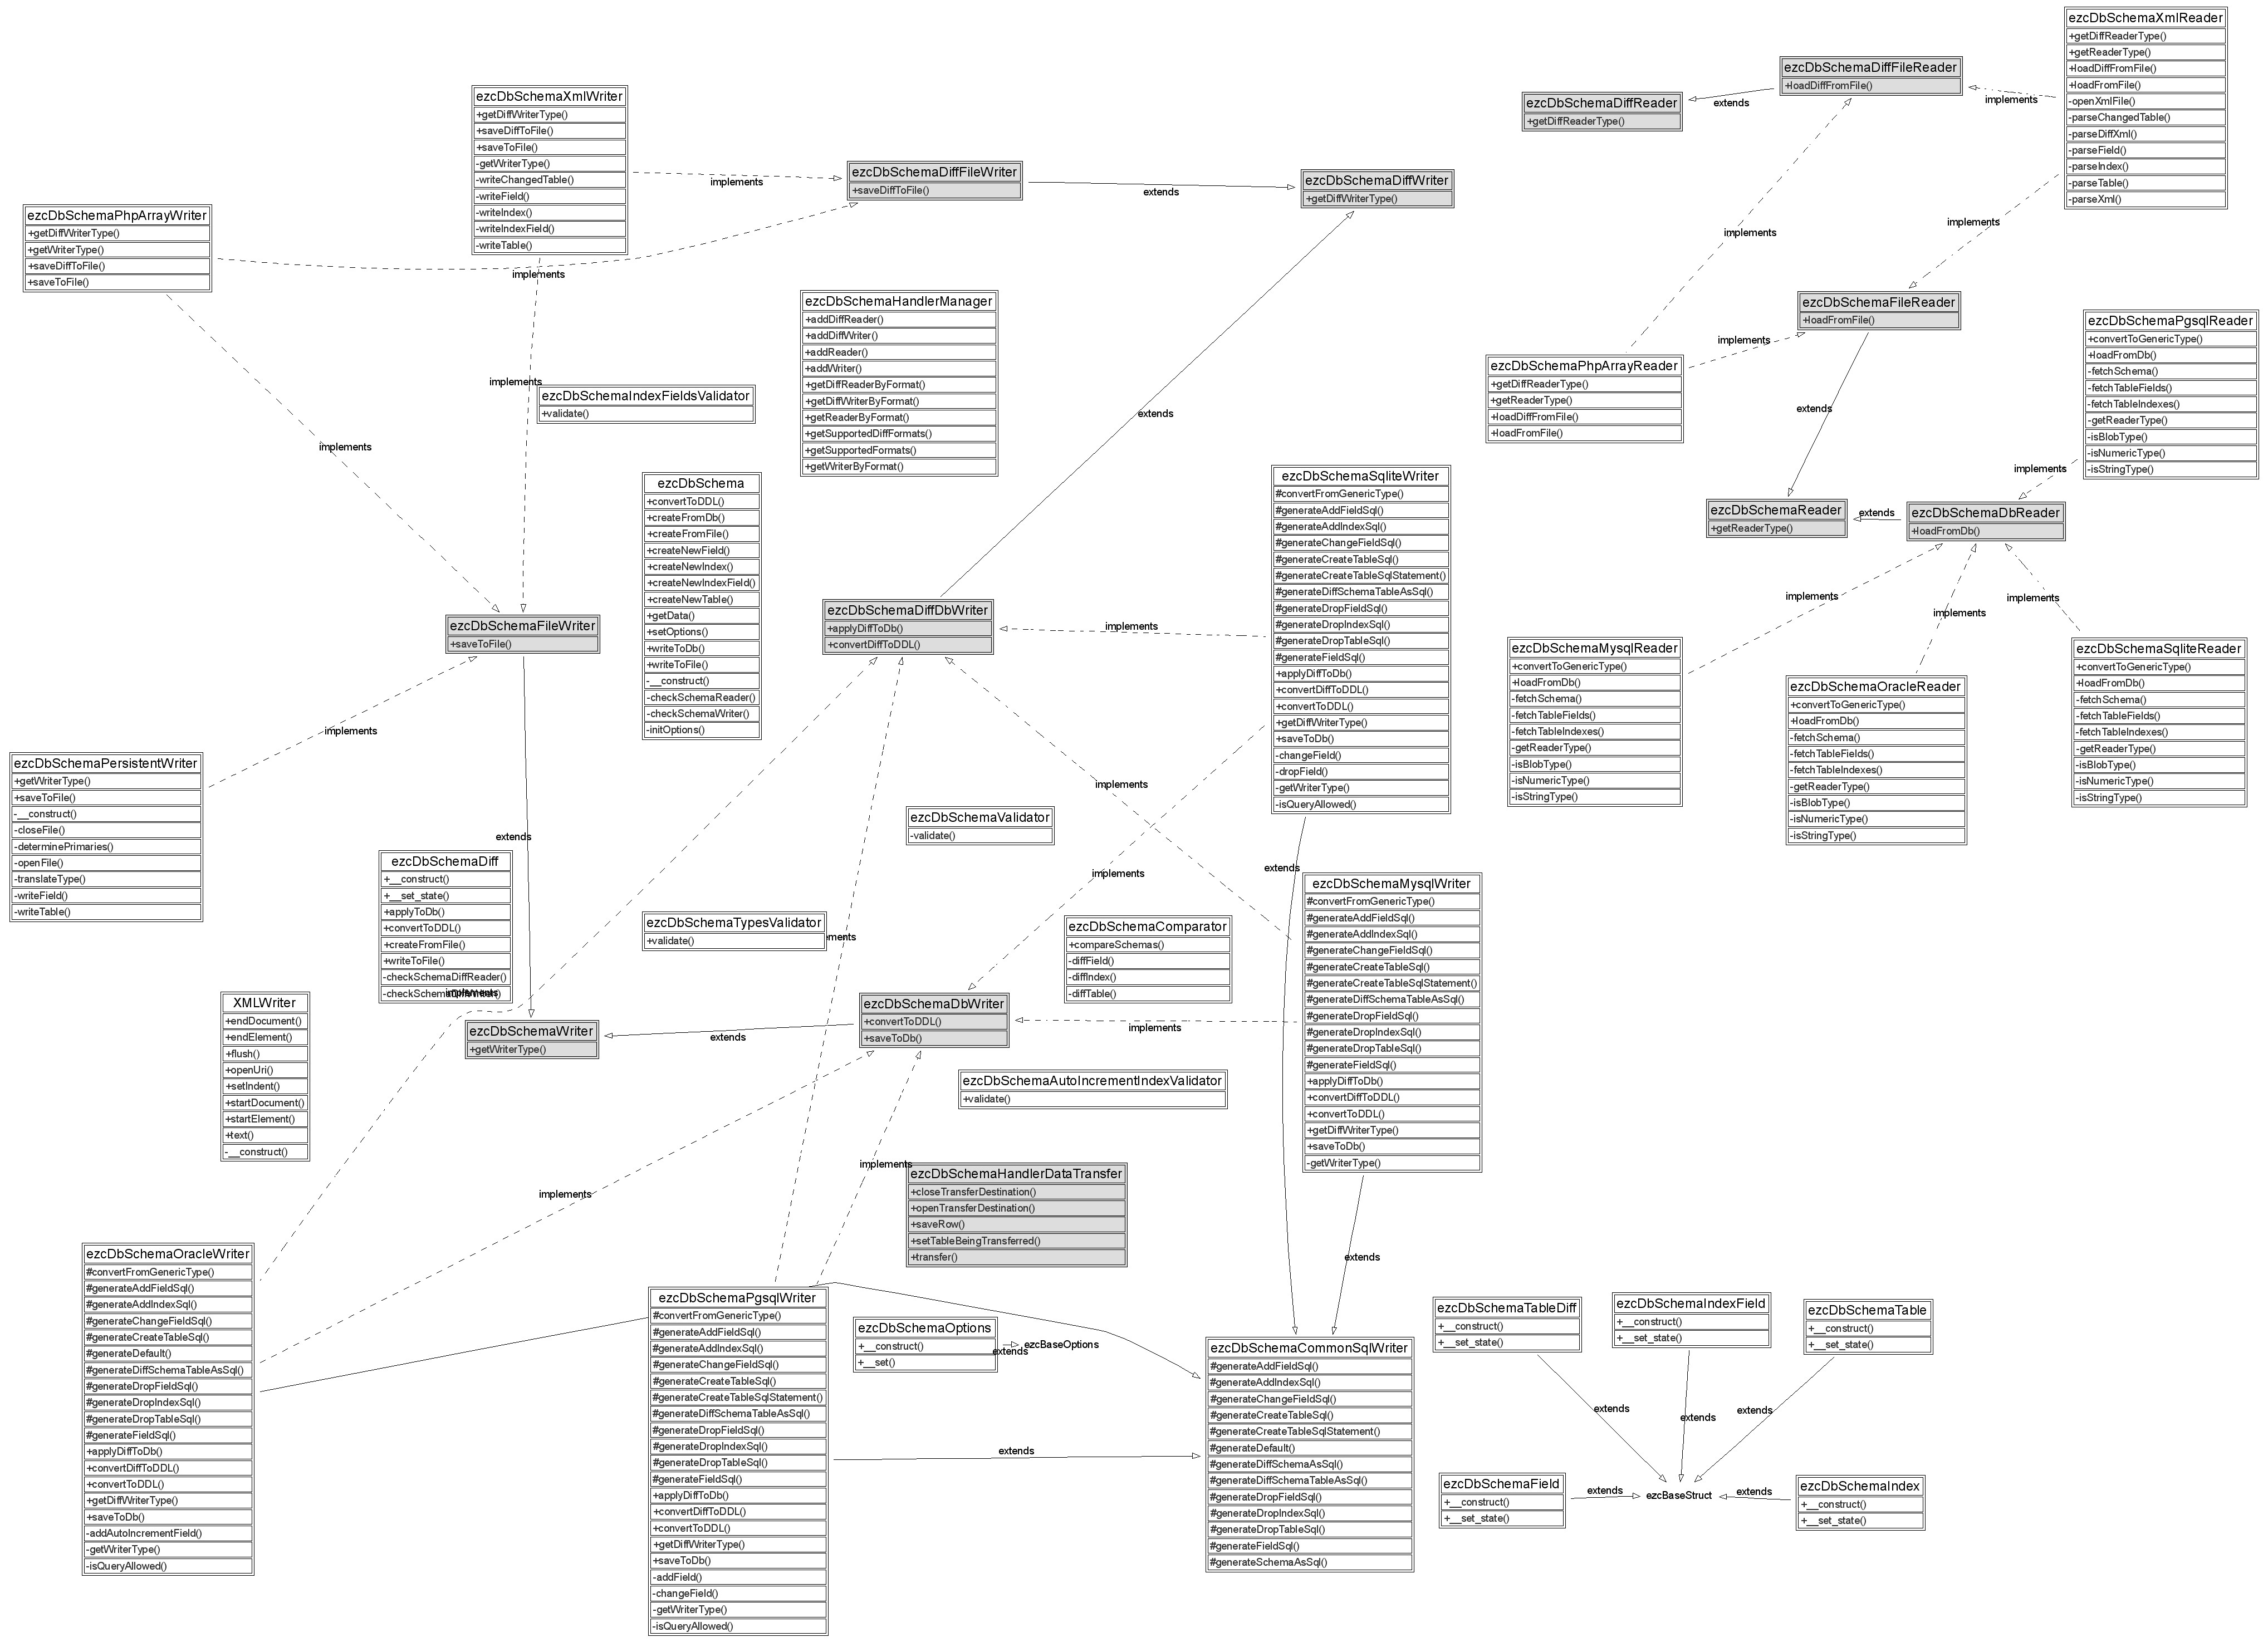 ezcDbSchemaXmlReader
+getDiffReaderType()
+getReaderType()
+loadDiffFromFile()
+loadFromFile()
-openXmlFile()
-parseChangedTable()
-parseDiffXml()
-parseField()
-parseIndex()
-parseTable()
-parseXml()
ezcDbSchemaDiffFileReader
+loadDiffFromFile()
implements
extends
ezcDbSchemaDiffReader
+getDiffReaderType()
ezcDbSchemaXmlWriter
+getDiffWriterType()
+saveDiffToFile()
+saveToFile()
-getWriterType()
-writeChangedTable()
-writeField()
-writeIndex()
-writeIndexField()
-writeTable()
implements
ezcDbSchemaDiffFileWriter
+saveDiffToFile()
extends
ezcDbSchemaDiffWriter
+getDiffWriterType()
ezcDbSchemaPhpArrayWriter
+getDiffWriterType()
+getWriterType()
+saveDiffToFile()
+saveToFile()
implements
implements
implements
ezcDbSchemaHandlerManager
+addDiffReader()
+addDiffWriter()
+addReader()
+addWriter()
+getDiffReaderByFormat()
+getDiffWriterByFormat()
+getReaderByFormat()
+getSupportedDiffFormats()
+getSupportedFormats()
+getWriterByFormat()
ezcDbSchemaFileReader
+loadFromFile()
implements
ezcDbSchemaPhpArrayReader
+getDiffReaderType()
+getReaderType()
+loadDiffFromFile()
+loadFromFile()
ezcDbSchemaPgsqlReader
+convertToGenericType()
+loadFromDb()
-fetchSchema()
-fetchTableFields()
-fetchTableIndexes()
-getReaderType()
-isBlobType()
-isNumericType()
-isStringType()
implements
ezcDbSchemaIndexFieldsValidator
+validate()
implements
extends
extends
ezcDbSchema
+convertToDDL()
+createFromDb()
+createFromFile()
+createNewField()
+createNewIndex()
+createNewIndexField()
+createNewTable()
+getData()
+setOptions()
+writeToDb()
+writeToFile()
-__construct()
-checkSchemaReader()
-checkSchemaWriter()
-initOptions()
ezcDbSchemaSqliteWriter
#convertFromGenericType()
#generateAddFieldSql()
#generateAddIndexSql()
#generateChangeFieldSql()
#generateCreateTableSql()
#generateCreateTableSqlStatement()
#generateDiffSchemaTableAsSql()
#generateDropFieldSql()
#generateDropIndexSql()
#generateDropTableSql()
#generateFieldSql()
+applyDiffToDb()
+convertDiffToDDL()
+convertToDDL()
+getDiffWriterType()
+saveToDb()
-changeField()
-dropField()
-getWriterType()
-isQueryAllowed()
implements
ezcDbSchemaReader
+getReaderType()
extends
ezcDbSchemaDbReader
+loadFromDb()
implements
implements
implements
ezcDbSchemaFileWriter
+saveToFile()
ezcDbSchemaDiffDbWriter
+applyDiffToDb()
+convertDiffToDDL()
implements
ezcDbSchemaMysqlReader
+convertToGenericType()
+loadFromDb()
-fetchSchema()
-fetchTableFields()
-fetchTableIndexes()
-getReaderType()
-isBlobType()
-isNumericType()
-isStringType()
ezcDbSchemaOracleReader
+convertToGenericType()
+loadFromDb()
-fetchSchema()
-fetchTableFields()
-fetchTableIndexes()
-getReaderType()
-isBlobType()
-isNumericType()
-isStringType()
ezcDbSchemaSqliteReader
+convertToGenericType()
+loadFromDb()
-fetchSchema()
-fetchTableFields()
-fetchTableIndexes()
-getReaderType()
-isBlobType()
-isNumericType()
-isStringType()
implements
ezcDbSchemaPersistentWriter
+getWriterType()
+saveToFile()
-__construct()
-closeFile()
-determinePrimaries()
-openFile()
-translateType()
-writeField()
-writeTable()
extends
implements
implements
extends
ezcDbSchemaValidator
-validate()
ezcDbSchemaDiff
+__construct()
+__set_state()
+applyToDb()
+convertToDDL()
+createFromFile()
+writeToFile()
-checkSchemaDiffReader()
implements
ezcDbSchemaTypesValidator
+validate()
ezcDbSchemaComparator
+compareSchemas()
-diffField()
-diffIndex()
-diffTable()
ezcDbSchemaMysqlWriter
#convertFromGenericType()
#generateAddFieldSql()
#generateAddIndexSql()
#generateChangeFieldSql()
#generateCreateTableSql()
#generateCreateTableSqlStatement()
#generateDiffSchemaTableAsSql()
#generateDropFieldSql()
#generateDropIndexSql()
#generateDropTableSql()
#generateFieldSql()
+applyDiffToDb()
+convertDiffToDDL()
+convertToDDL()
+getDiffWriterType()
+saveToDb()
-getWriterType()
XMLWriter
+endDocument()
+endElement()
+flush()
+openUri()
+setIndent()
+startDocument()
+startElement()
+text()
-__construct()
ezcDbSchemaWriter
+getWriterType()
extends
ezcDbSchemaDbWriter
+convertToDDL()
+saveToDb()
implements
ezcDbSchemaAutoIncrementIndexValidator
+validate()
implements
implements
ezcDbSchemaHandlerDataTransfer
+closeTransferDestination()
+openTransferDestination()
+saveRow()
+setTableBeingTransferred()
+transfer()
extends
ezcDbSchemaOracleWriter
#convertFromGenericType()
#generateAddFieldSql()
#generateAddIndexSql()
#generateChangeFieldSql()
#generateCreateTableSql()
#generateDefault()
#generateDiffSchemaTableAsSql()
#generateDropFieldSql()
#generateDropIndexSql()
#generateDropTableSql()
#generateFieldSql()
+applyDiffToDb()
+convertDiffToDDL()
+convertToDDL()
+getDiffWriterType()
+saveToDb()
-addAutoIncrementField()
-getWriterType()
-isQueryAllowed()
ezcDbSchemaPgsqlWriter
#convertFromGenericType()
#generateAddFieldSql()
#generateAddIndexSql()
#generateChangeFieldSql()
#generateCreateTableSql()
#generateCreateTableSqlStatement()
#generateDiffSchemaTableAsSql()
#generateDropFieldSql()
#generateDropIndexSql()
#generateDropTableSql()
#generateFieldSql()
+applyDiffToDb()
+convertDiffToDDL()
+convertToDDL()
+getDiffWriterType()
+saveToDb()
-addField()
-changeField()
-getWriterType()
-isQueryAllowed()
ezcDbSchemaOptions
+__construct()
+__set()
ezcBaseOptions
extends
extends
ezcDbSchemaCommonSqlWriter
#generateAddFieldSql()
#generateAddIndexSql()
#generateChangeFieldSql()
#generateCreateTableSql()
#generateCreateTableSqlStatement()
#generateDefault()
#generateDiffSchemaAsSql()
#generateDiffSchemaTableAsSql()
#generateDropFieldSql()
#generateDropIndexSql()
#generateDropTableSql()
#generateFieldSql()
#generateSchemaAsSql()
ezcDbSchemaTableDiff
+__construct()
+__set_state()
ezcDbSchemaIndexField
+__construct()
+__set_state()
ezcDbSchemaTable
+__construct()
+__set_state()
extends
extends
extends
ezcDbSchemaField
+__construct()
+__set_state()
extends
ezcBaseStruct
extends
ezcDbSchemaIndex
+__construct()
+__set_state()